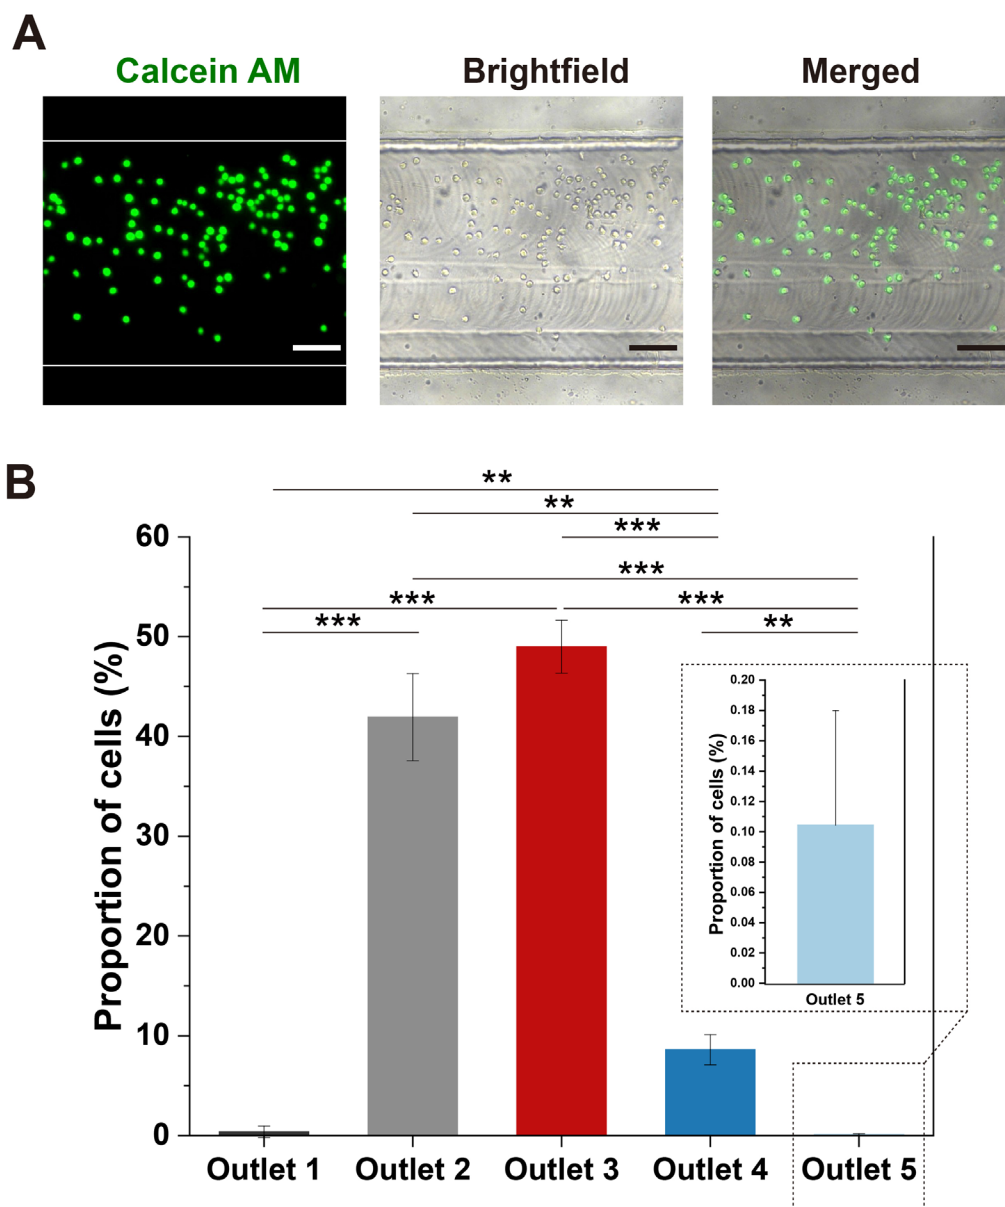 A
Calcein AM
Brightfield
Merged
B
**
**
***
***
***
***
***
**
60
50
40
30
20
10
0
Proportion of cells (%)
Outlet 1
Outlet 2
Outlet 3
Outlet 4
Outlet 5
0.20
0.18
0.16
0.14
0.12
0.10
0.08
0.06
0.04
0.02
0.00
Proportion of cells (%)
Outlet 5